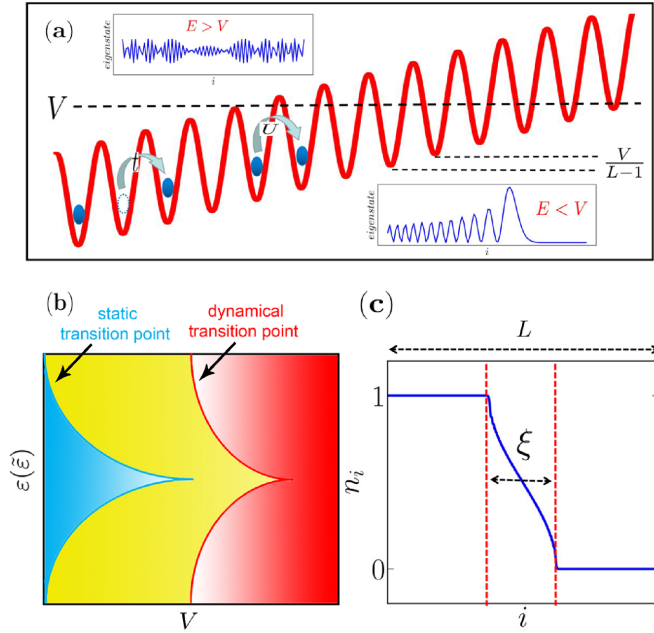 (a)
E > V
eigenstate
i
V
t
U
V
L−1
eigenstate
E < V
i
(b)
static
transition point
dynamical
transition point
ε(ε̃)
V
(c)
L
1
ξ
n_i
0
i